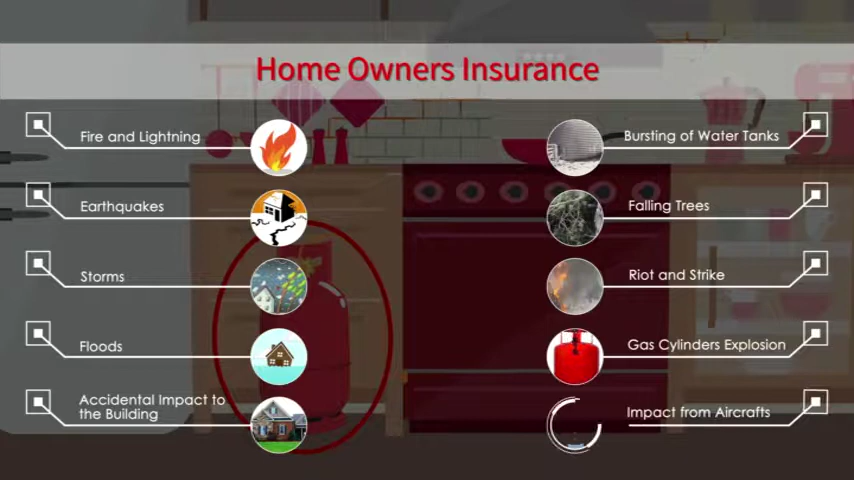 Home Owners Insurance
Fire and Lightning
Earthquakes
Storms
Floods
Accidental Impact to
the Building
Bursting of Water Tanks
Falling Trees
Riot and Strike
Gas Cylinders Explosion
Impact from Aircrafts